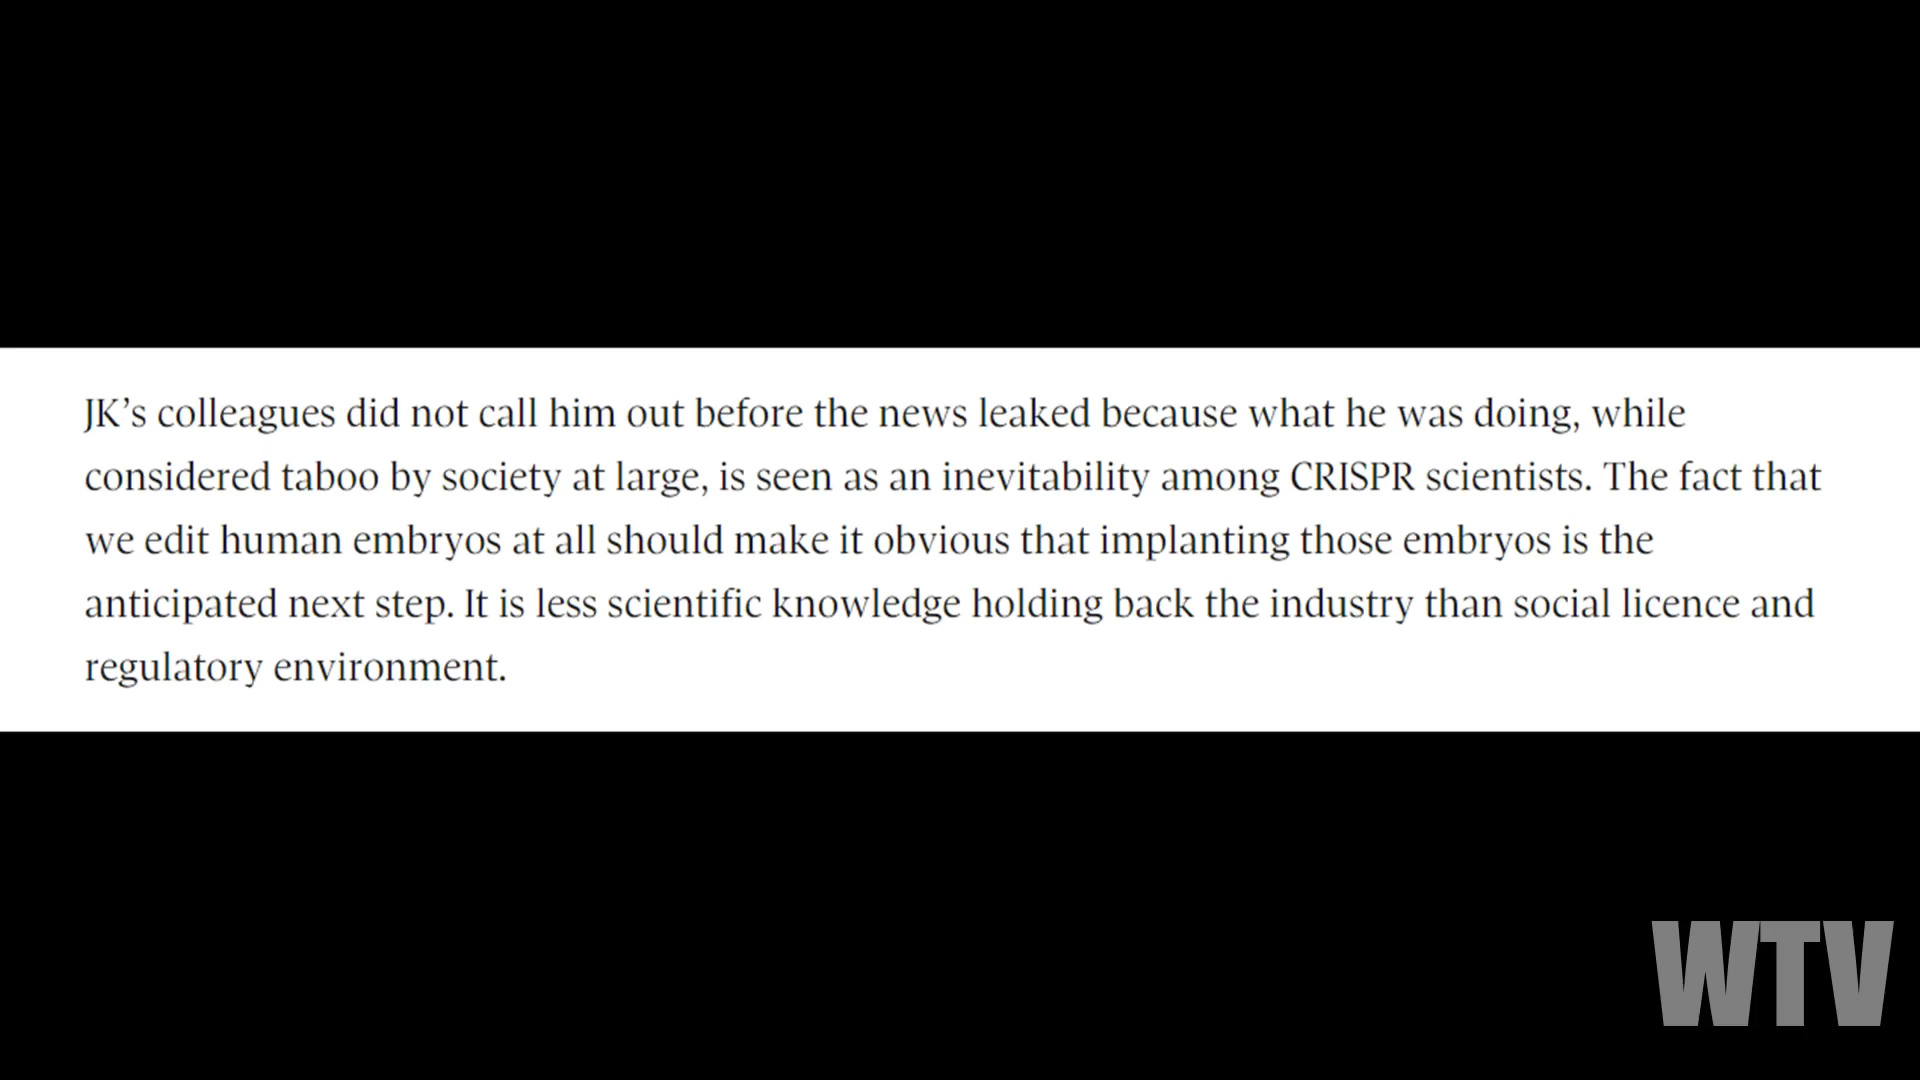 JK’s colleagues did not call him out before the news leaked because what he was doing, while
considered taboo by society at large, is seen as an inevitability among CRISPR scientists. The fact that
we edit human embryos at all should make it obvious that implanting those embryos is the
anticipated next step. It is less scientific knowledge holding back the industry than social licence and
regulatory environment.
WTV